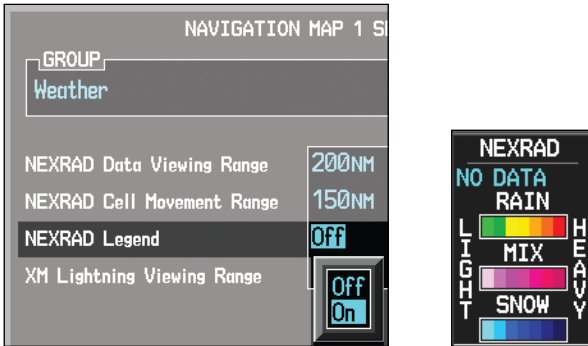 NAVIGATION MAP 1
GROUP
Weather
NEXRAD Data Viewing Range 200NM
NEXRAD Cell Movement Range 150NM
NEXRAD Legend Off
XM Lightning Viewing Range
Off
On
NEXRAD
NO DATA
RAIN
LIGHT
HEAVY
MIX
SNOW